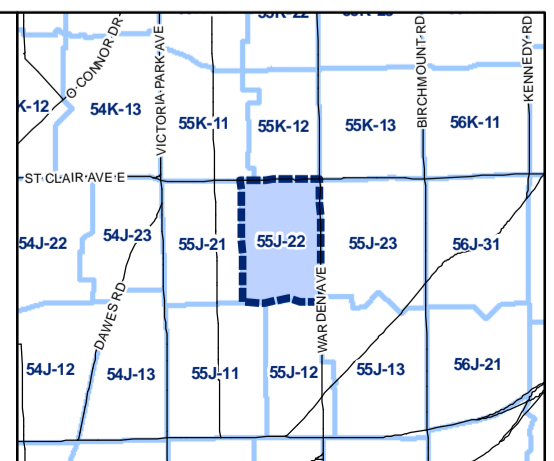 55K-22
O CONNOR DR
VICTORIA PARK AVE
BIRCHMOUNT RD
KENNEDY RD
K-12
54K-13
55K-11
55K-12
55K-13
56K-11
ST CLAIR AVE E
54J-22
54J-23
55J-21
55J-22
55J-23
56J-31
DAWES RD
WARDEN AVE
54J-12
54J-13
55J-11
55J-12
55J-13
56J-21